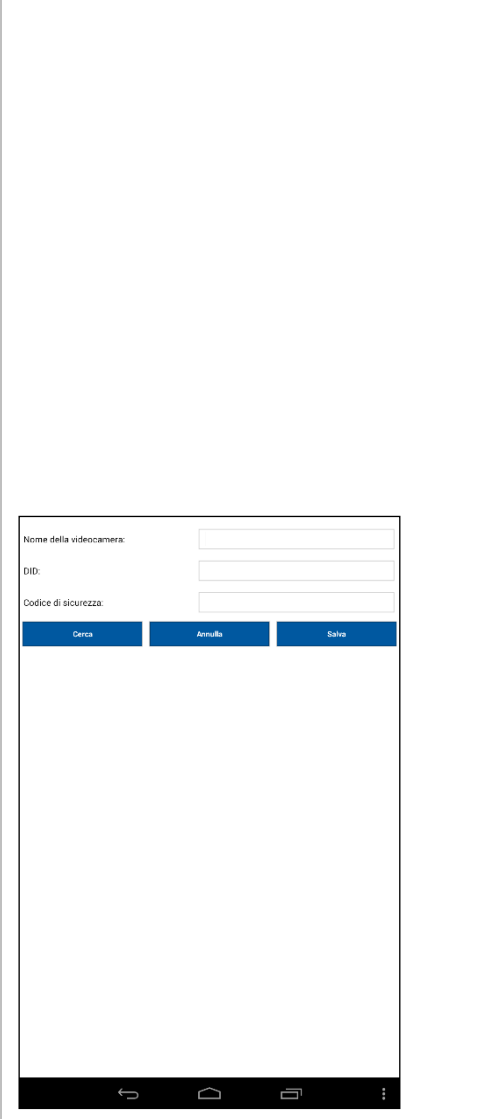 Nome della videocamera:
DID:
Codice di sicurezza:
Cerca Annulla Salva